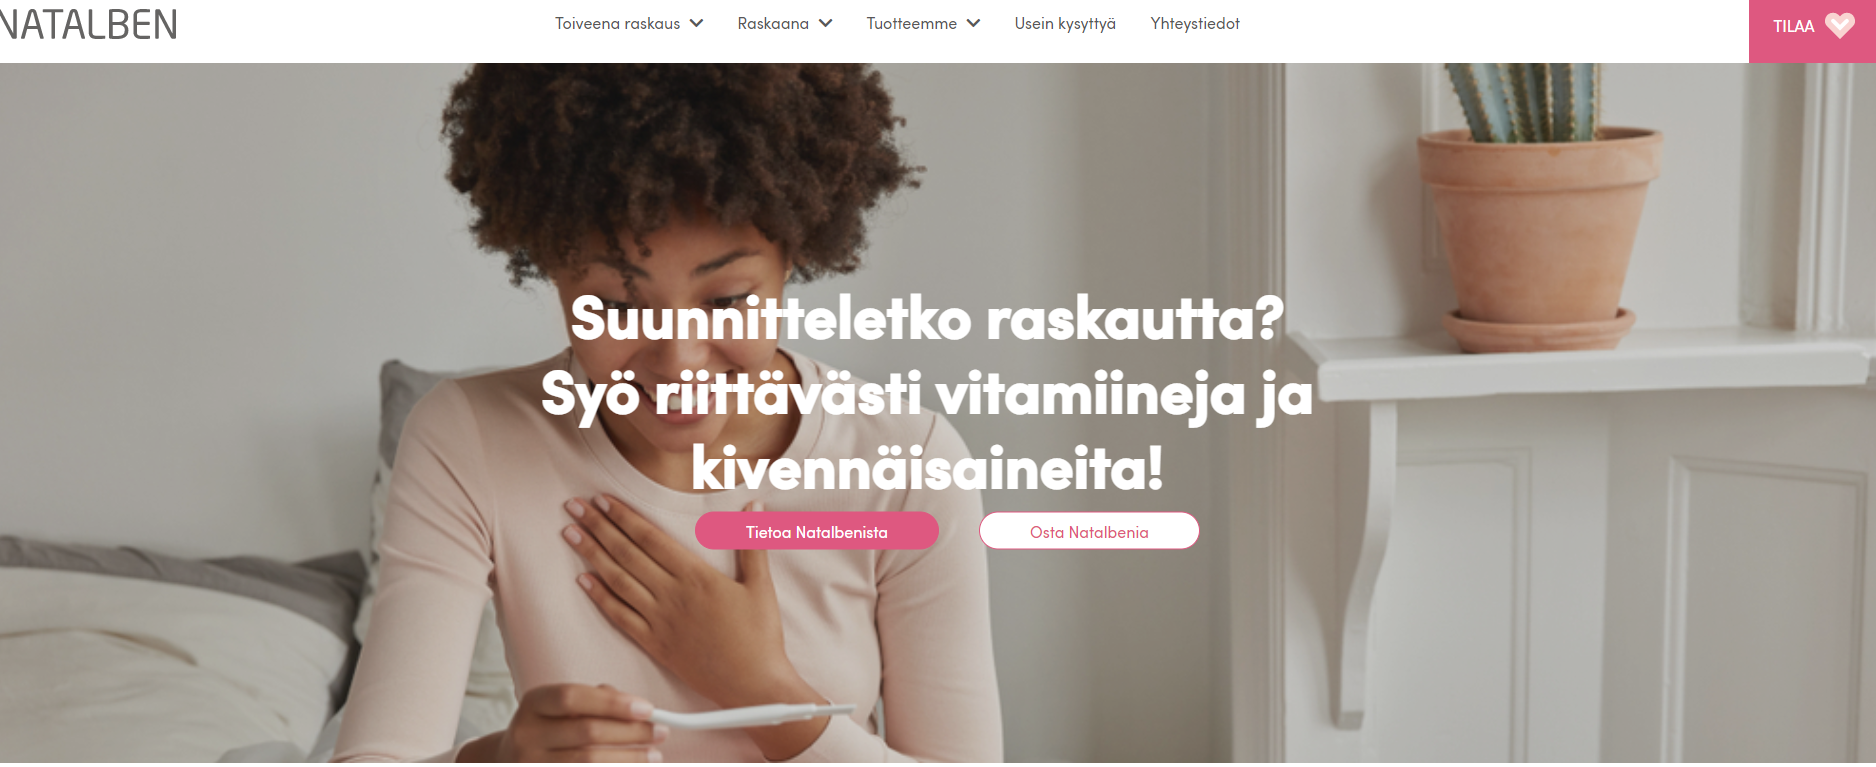 NATALBEN
Toiveena raskaus
Raskaana
Tuotteemme
Usein kysyttyä
Yhteystiedot
TILAA
Suunnitteletko raskautta?
Syö riittävästi vitamiineja ja
kivennäisaineita!
Tietoa Natalbenista
Osta Natalbenia